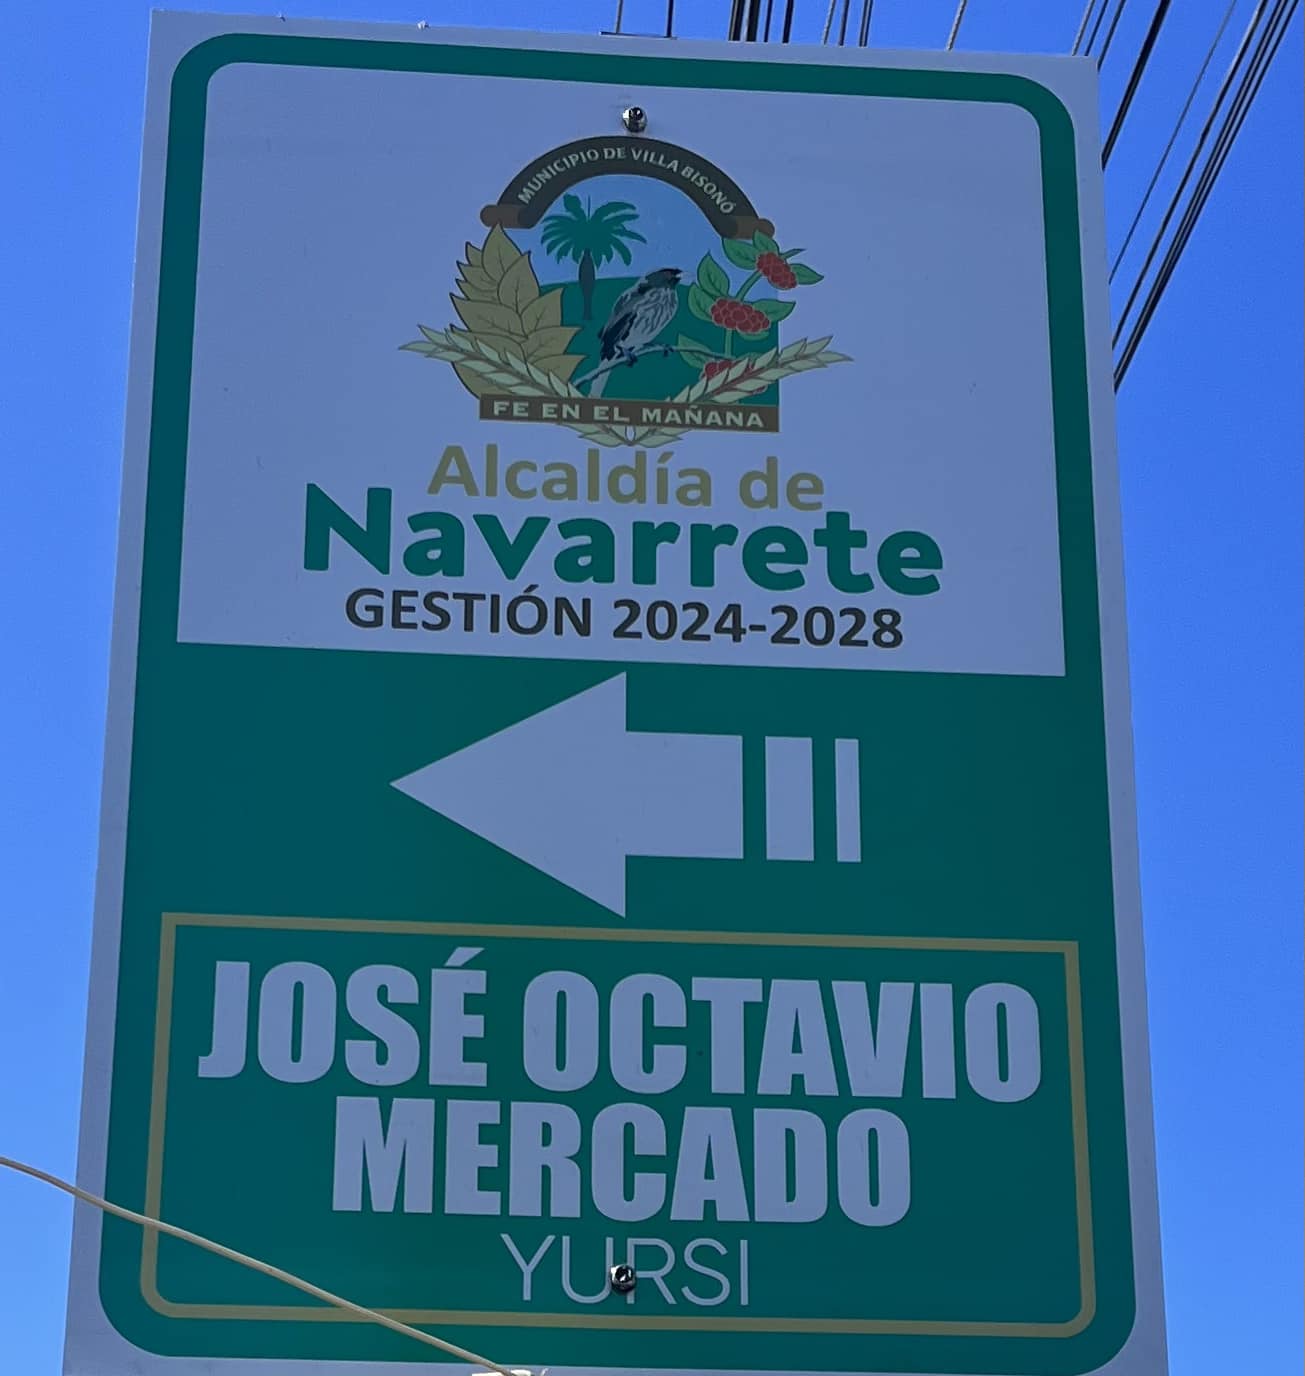 MUNICIPIO DE VILLA BISONÓ
FE EN EL MAÑANA
Alcaldía de
Navarrete
GESTIÓN 2024-2028
JOSÉ OCTAVIO
MERCADO
YURSI